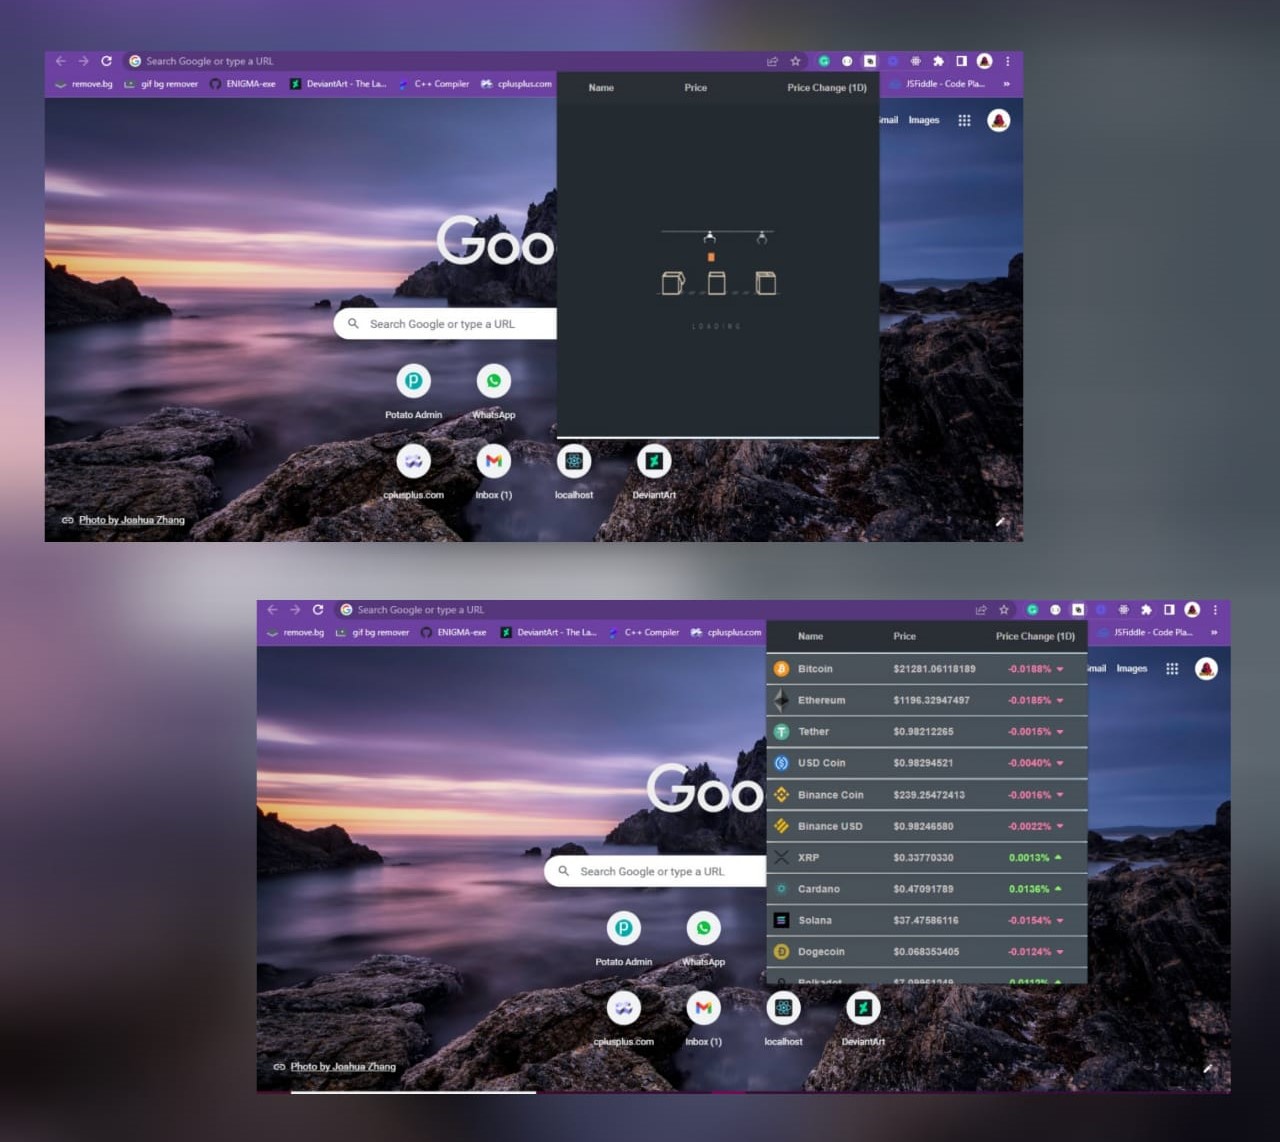 Search Google or type a URL
remove.bg gif bg remover ENIGMA-exe DeviantArt - The La... C++ Compiler cplusplus.com JSFiddle - Code Pla... »
Name Price Price Change (1D)
mail Images
Goo
Search Google or type a URL
LOADING
Potato Admin WhatsApp
cplusplus.com Inbox (1) localhost DeviantArt
Photo by Joshua Zhang
Search Google or type a URL
remove.bg gif bg remover ENIGMA-exe DeviantArt - The La... C++ Compiler cplusplus.com JSFiddle - Code Pla... »
Name Price Price Change (1D)
mail Images
Bitcoin $21281.06118189 -0.0188%
Ethereum $1196.32947497 -0.0185%
Tether $0.98212265 -0.0015%
USD Coin $0.98294521 -0.0040%
Goo
Binance Coin $239.25472413 -0.0016%
Binance USD $0.98246580 -0.0022%
XRP $0.33770330 0.0013%
Search Google or type a URL
Cardano $0.47091789 0.0136%
Solana $37.47586116 -0.0154%
Dogecoin $0.068353405 -0.0124%
Polkadot $7.09961249 0.0112%
Potato Admin WhatsApp
cplusplus.com Inbox (1) localhost DeviantArt
Photo by Joshua Zhang